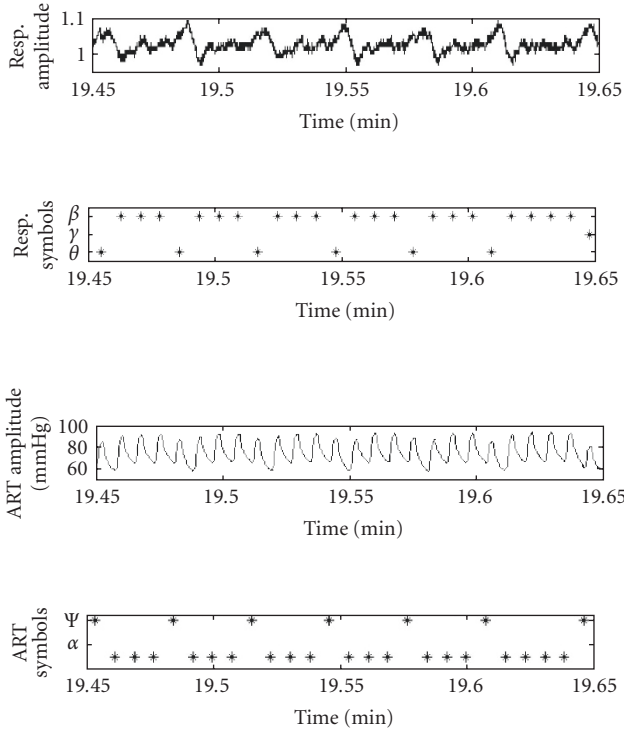 Resp.
amplitude
1.1
1
19.45 19.5 19.55 19.6 19.65
Time (min)
Resp.
symbols
β
γ
θ
19.45 19.5 19.55 19.6 19.65
Time (min)
ART amplitude
(mmHg)
100
80
60
19.45 19.5 19.55 19.6 19.65
Time (min)
ART
symbols
Ψ
α
19.45 19.5 19.55 19.6 19.65
Time (min)